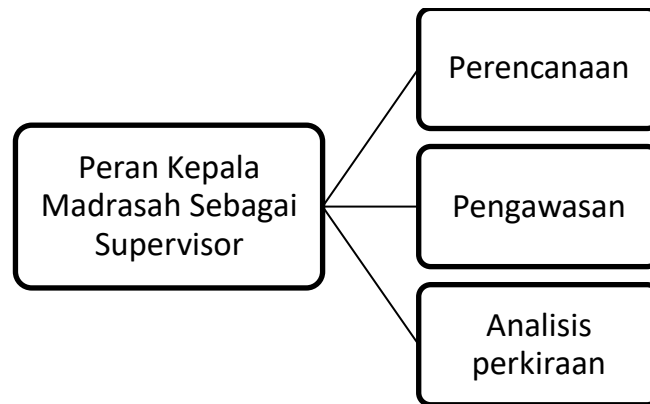 Peran Kepala
Madrasah Sebagai
Supervisor
Perencanaan
Pengawasan
Analisis
perkiraan